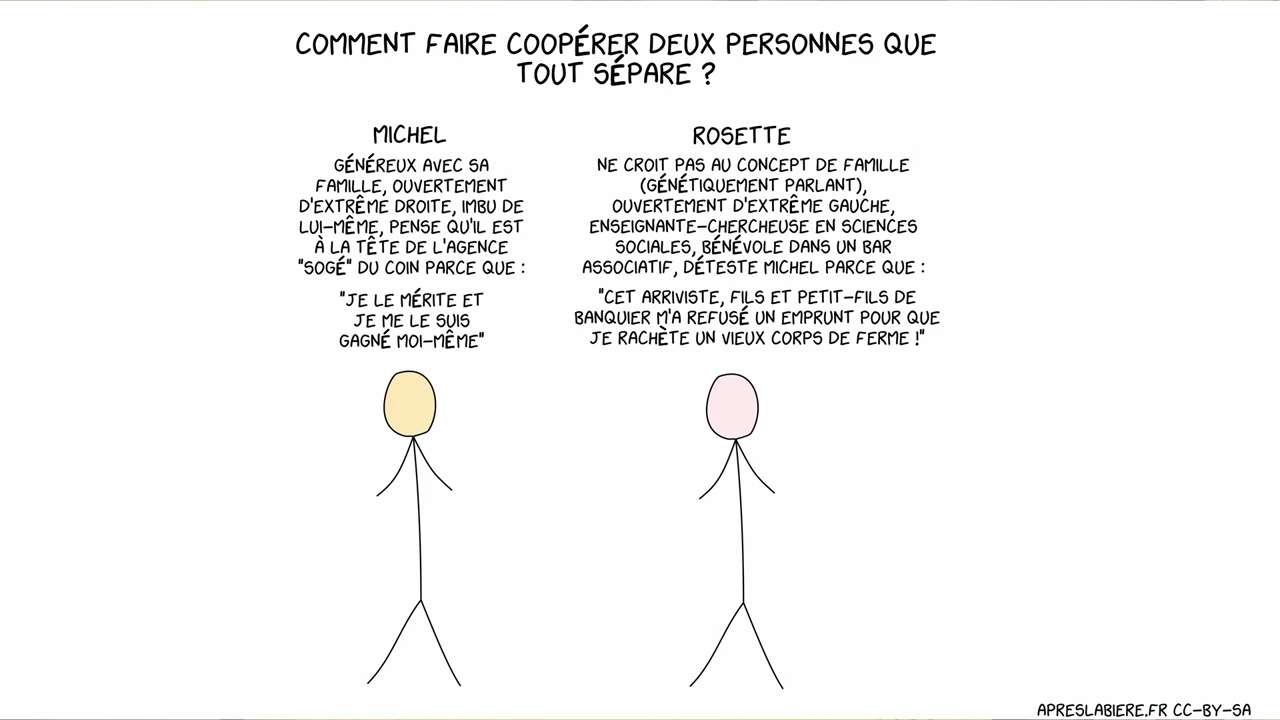 COMMENT FAIRE COOPÉRER DEUX PERSONNES QUE
TOUT SÉPARE ?
MICHEL
GÉNÉREUX AVEC SA
FAMILLE, OUVERTEMENT
D'EXTRÊME DROITE, IMBU DE
LUI-MÊME, PENSE QU'IL EST
À LA TÊTE DE L'AGENCE
"SOGÉ" DU COIN PARCE QUE :
"JE LE MÉRITE ET
JE ME LE SUIS
GAGNÉ MOI-MÊME"
ROSETTE
NE CROIT PAS AU CONCEPT DE FAMILLE
(GÉNÉTIQUEMENT PARLANT),
OUVERTEMENT D'EXTRÊME GAUCHE,
ENSEIGNANTE-CHERCHEUSE EN SCIENCES
SOCIALES, BÉNÉVOLE DANS UN BAR
ASSOCIATIF, DÉTESTE MICHEL PARCE QUE :
"CET ARRIVISTE, FILS ET PETIT-FILS DE
BANQUIER M'A REFUSÉ UN EMPRUNT POUR QUE
JE RACHÈTE UN VIEUX CORPS DE FERME !"
APRESLABIERE.FR CC-BY-SA